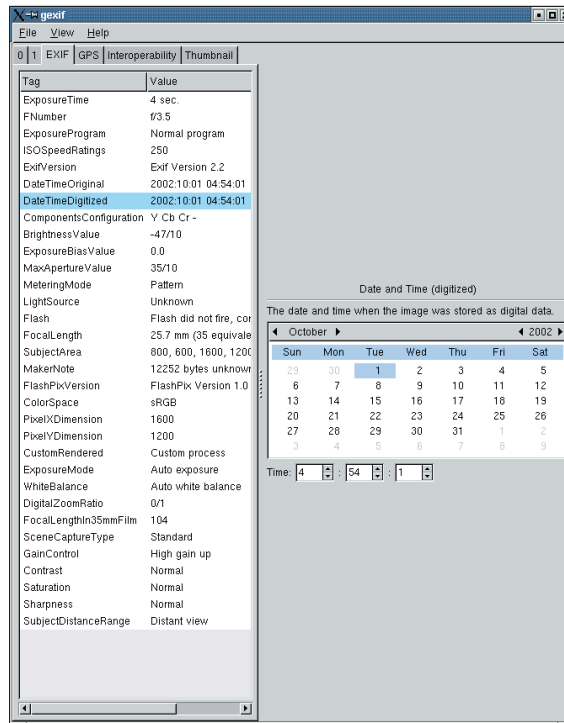 gexif
File View Help
0 1 EXIF GPS Interoperability Thumbnail
Tag Value
ExposureTime 4 sec.
FNumber f/3.5
ExposureProgram Normal program
ISOSpeedRatings 250
ExifVersion Exif Version 2.2
DateTimeOriginal 2002:10:01 04:54:01
DateTimeDigitized 2002:10:01 04:54:01
ComponentsConfiguration Y Cb Cr -
BrightnessValue -47/10
ExposureBiasValue 0.0
MaxApertureValue 35/10
MeteringMode Pattern
LightSource Unknown
Flash Flash did not fire, cor
FocalLength 25.7 mm (35 equivale
SubjectArea 800, 600, 1600, 1200
MakerNote 12252 bytes unknown
FlashPixVersion FlashPix Version 1.0
ColorSpace sRGB
PixelXDimension 1600
PixelYDimension 1200
CustomRendered Custom process
ExposureMode Auto exposure
WhiteBalance Auto white balance
DigitalZoomRatio 0/1
FocalLengthIn35mmFilm 104
SceneCaptureType Standard
GainControl High gain up
Contrast Normal
Saturation Normal
Sharpness Normal
SubjectDistanceRange Distant view
Date and Time (digitized)
The date and time when the image was stored as digital data.
October 2002
Sun Mon Tue Wed Thu Fri Sat
29 30 1 2 3 4 5
6 7 8 9 10 11 12
13 14 15 16 17 18 19
20 21 22 23 24 25 26
27 28 29 30 31 1 2
3 4 5 6 7 8 9
Time: 4 : 54 : 1